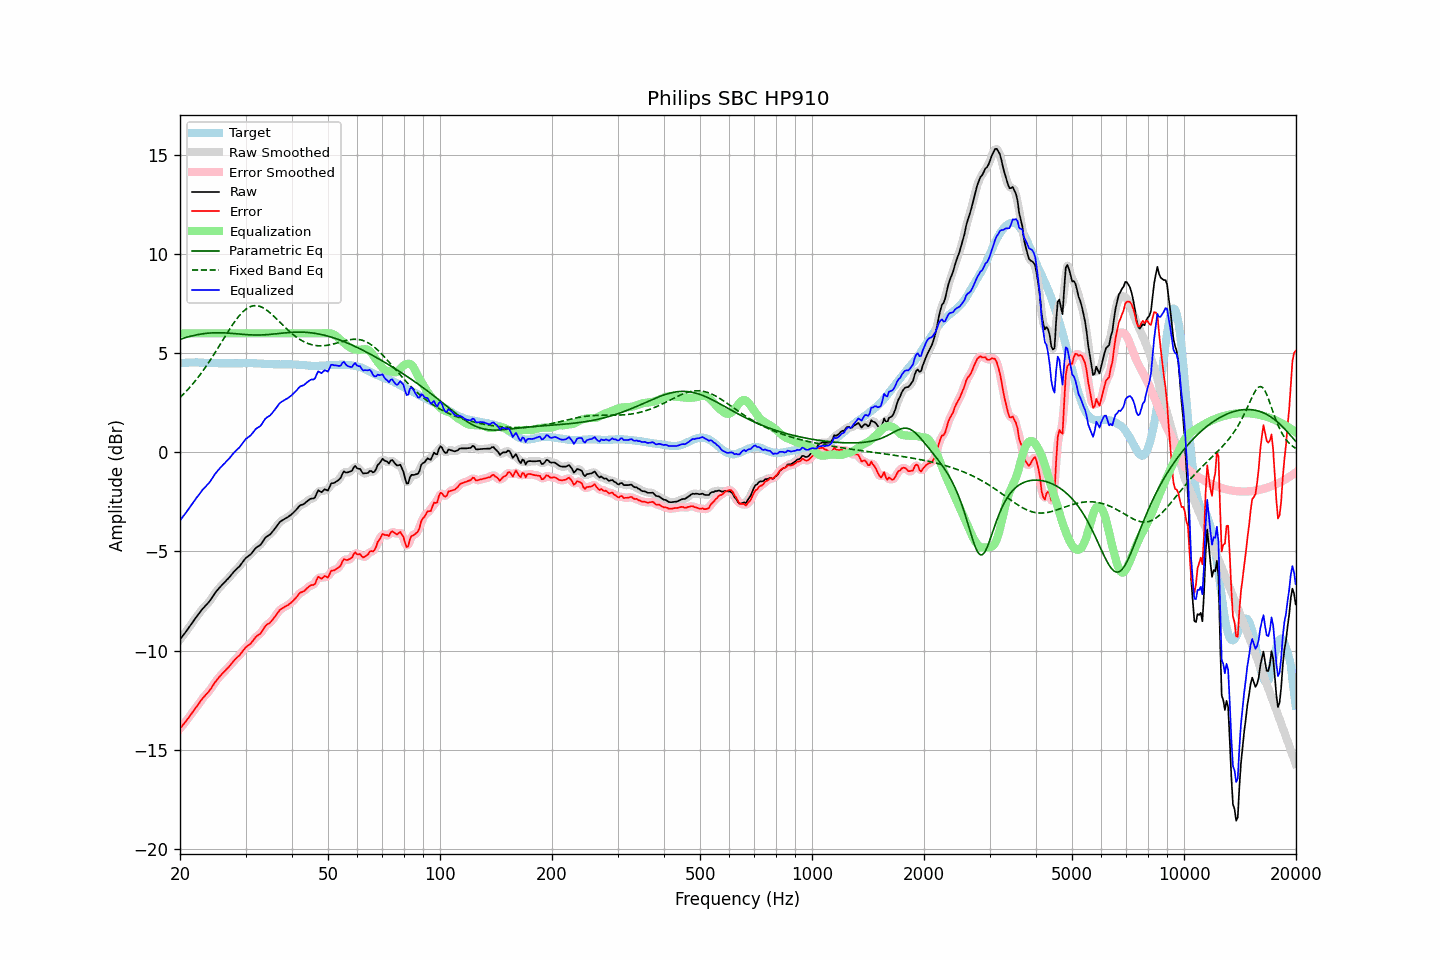 Philips SBC HP910
Target
Raw Smoothed
Error Smoothed
Raw
Error
Equalization
Parametric Eq
Fixed Band Eq
Equalized
15
10
5
0
−5
−10
−15
−20
Amplitude (dBr)
20 50 100 200 500 1000 2000 5000 10000 20000
Frequency (Hz)